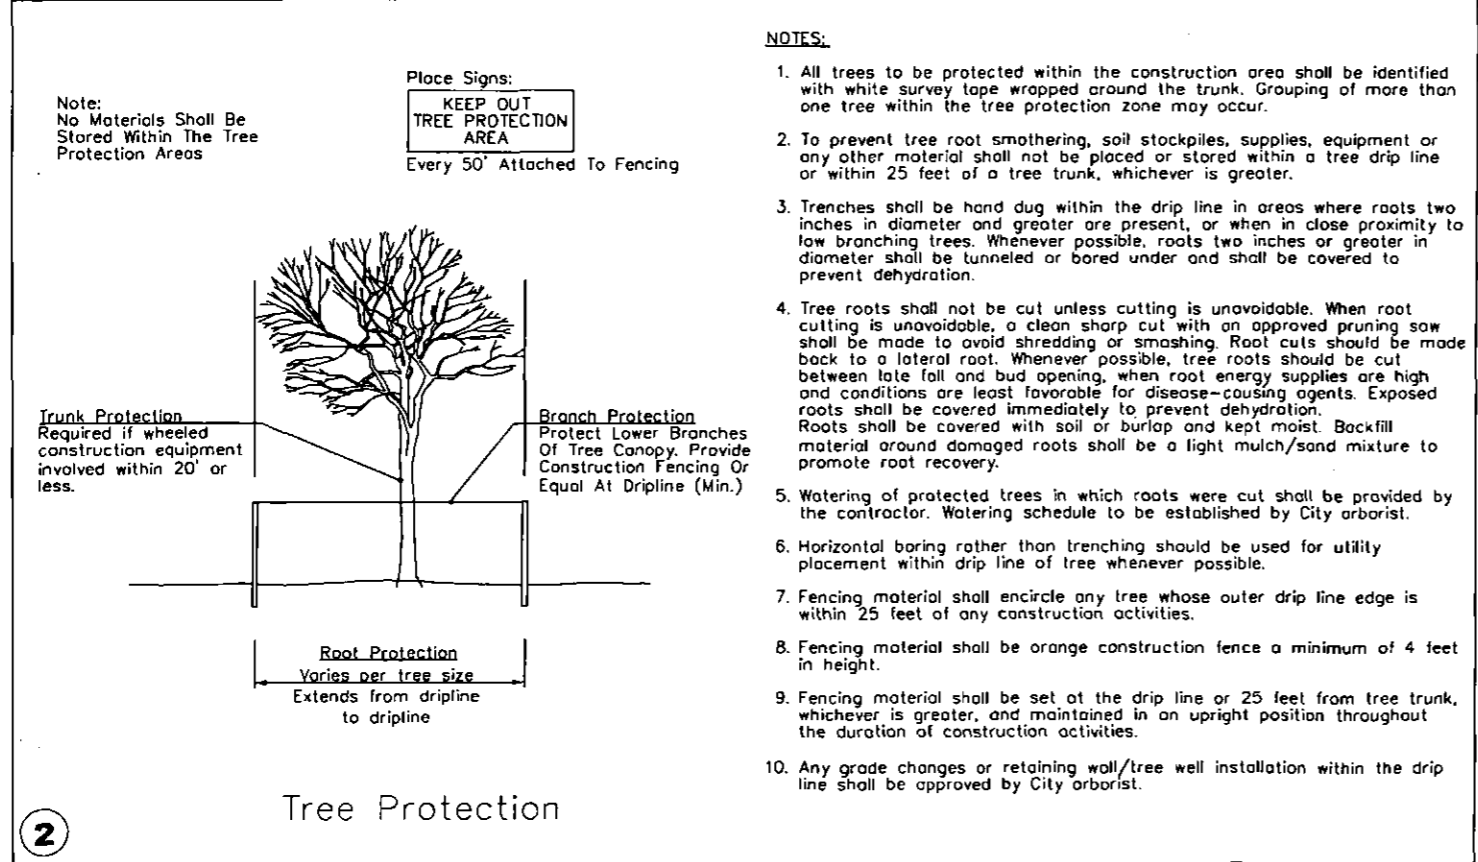 Note:
No Materials Shall Be
Stored Within The Tree
Protection Areas
Place Signs:
KEEP OUT
TREE PROTECTION
AREA
Every 50' Attached To Fencing
Trunk Protection
Required if wheeled
construction equipment
involved within 20' or
less.
Branch Protection
Protect Lower Branches
Of Tree Canopy. Provide
Construction Fencing Or
Equal At Dripline (Min.)
Root Protection
Varies per tree size
Extends from dripline
to dripline
Tree Protection
2
NOTES:
1. All trees to be protected within the construction area shall be identified
with white survey tape wrapped around the trunk. Grouping of more than
one tree within the tree protection zone may occur.
2. To prevent tree root smothering, soil stockpiles, supplies, equipment or
any other material shall not be placed or stored within a tree drip line
or within 25 feet of a tree trunk, whichever is greater.
3. Trenches shall be hand dug within the drip line in areas where roots two
inches in diameter and greater are present, or when in close proximity to
low branching trees. Whenever possible, roots two inches or greater in
diameter shall be tunneled or bored under and shall be covered to
prevent dehydration.
4. Tree roots shall not be cut unless cutting is unavoidable. When root
cutting is unavoidable, a clean sharp cut with an approved pruning saw
shall be made to avoid shredding or smashing. Root cuts should be made
back to a lateral root. Whenever possible, tree roots should be cut
between late fall and bud opening, when root energy supplies are high
and conditions are least favorable for disease-causing agents. Exposed
roots shall be covered immediately to prevent dehydration.
Roots shall be covered with soil or burlap and kept moist. Backfill
material around damaged roots shall be a light mulch/sand mixture to
promote root recovery.
5. Watering of protected trees in which roots were cut shall be provided by
the contractor. Watering schedule to be established by City arborist.
6. Horizontal boring rather than trenching should be used for utility
placement within drip line of tree whenever possible.
7. Fencing material shall encircle any tree whose outer drip line edge is
within 25 feet of any construction activities.
8. Fencing material shall be orange construction fence a minimum of 4 feet
in height.
9. Fencing material shall be set at the drip line or 25 feet from tree trunk,
whichever is greater, and maintained in an upright position throughout
the duration of construction activities.
10. Any grade changes or retaining wall/tree well installation within the drip
line shall be approved by City arborist.